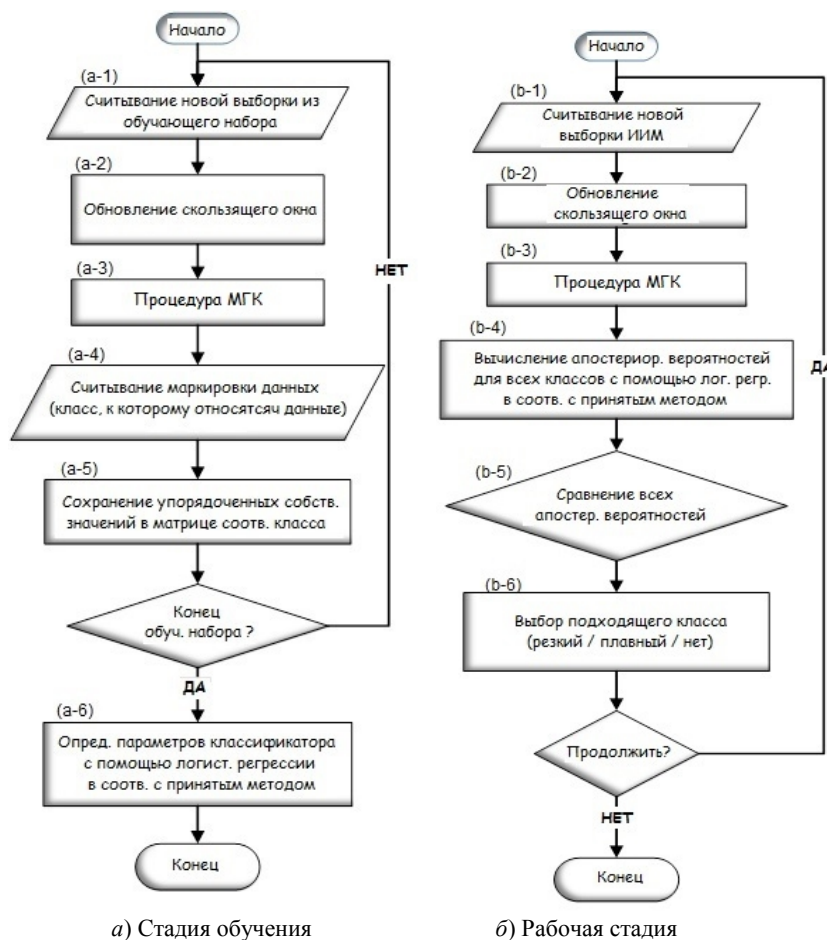 Начало
(a-1)
Считывание новой выборки из
обучающего набора
(a-2)
Обновление скользящего окна
(a-3)
Процедура МГК
(a-4)
Считывание маркировки данных
(класс, к которому относятсяч данные)
(a-5)
Сохранение упорядоченных собств.
значений в матрице соотв. класса
Конец
обуч. набора ?
НЕТ
ДА
(a-6)
Опред. параметров классификатора
с помощью логист. регрессии
в соотв. с принятым методом
Конец
а) Стадия обучения
Начало
(b-1)
Считывание новой
выборки ИИМ
(b-2)
Обновление
скользящего окна
(b-3)
Процедура МГК
(b-4)
Вычисление апостериор. вероятностей
для всех классов с помощью лог. регр.
в соотв. с принятым методом
ДА
(b-5)
Сравнение всех
апостер. вероятностей
(b-6)
Выбор подходящего класса
(резкий / плавный / нет)
Продолжить?
НЕТ
Конец
б) Рабочая стадия